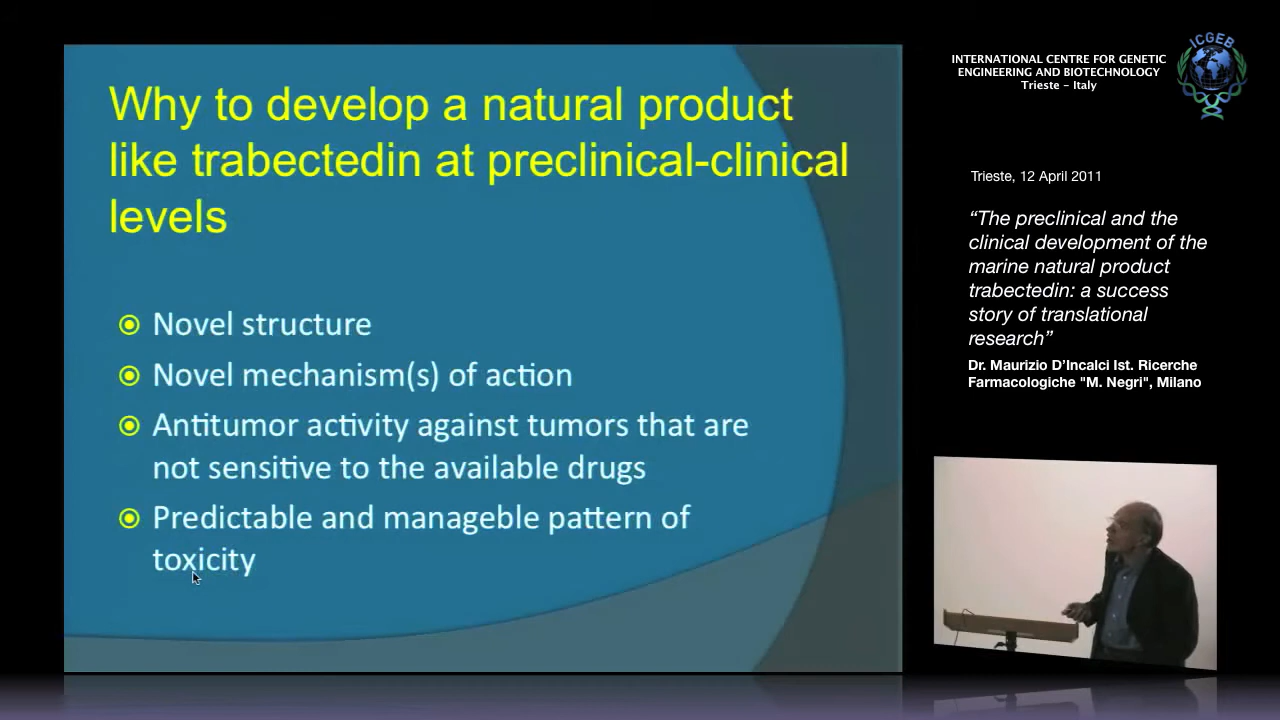 Why to develop a natural product
like trabectedin at preclinical-clinical
levels
Novel structure
Novel mechanism(s) of action
Antitumor activity against tumors that are
not sensitive to the available drugs
Predictable and manageble pattern of
toxicity
INTERNATIONAL CENTRE FOR GENETIC
ENGINEERING AND BIOTECHNOLOGY
Trieste - Italy
ICGEB
Trieste, 12 April 2011
“The preclinical and the
clinical development of the
marine natural product
trabectedin: a success
story of translational
research”
Dr. Maurizio D’Incalci Ist. Ricerche
Farmacologiche "M. Negri", Milano